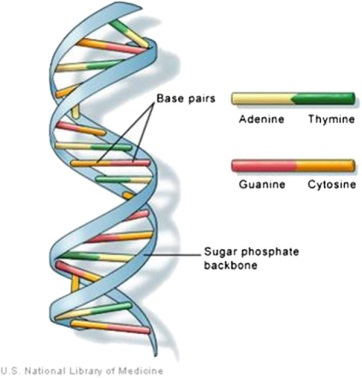 Base pairs
Adenine Thymine
Guanine Cytosine
Sugar phosphate
backbone
U.S. National Library of Medicine